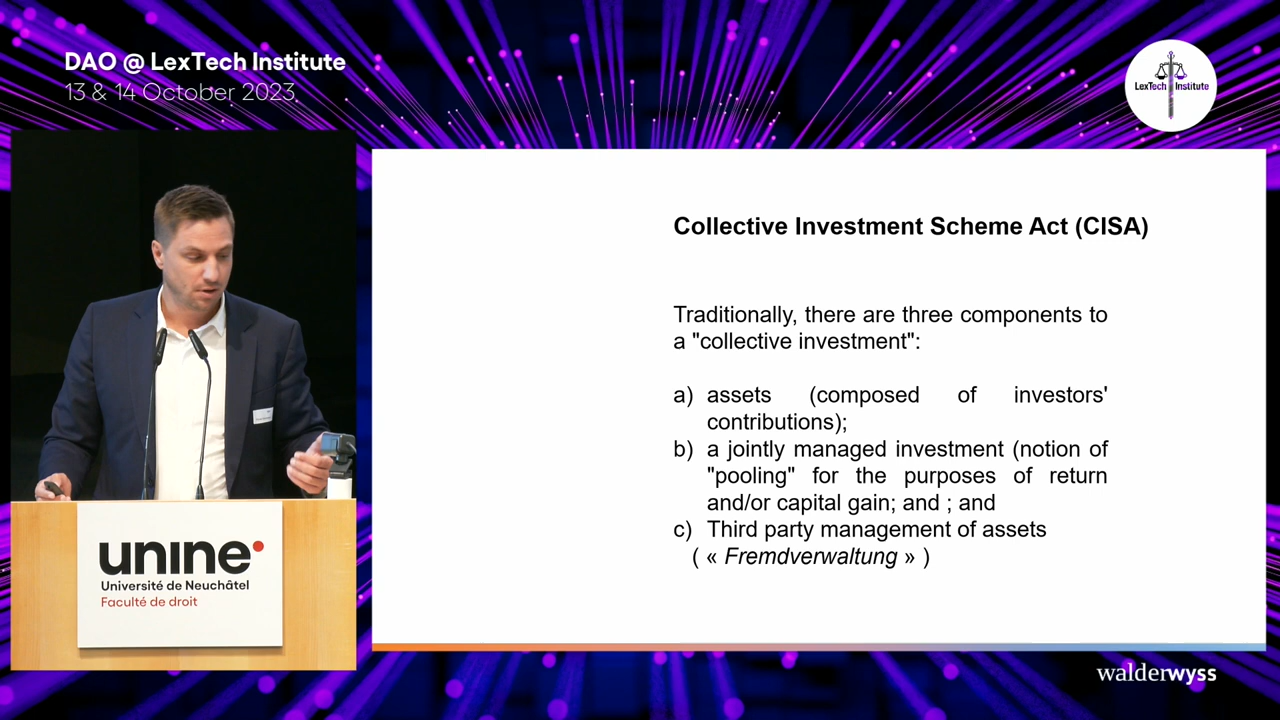 DAO @ LexTech Institute
13 & 14 October 2023
LexTech Institute
Collective Investment Scheme Act (CISA)
Traditionally, there are three components to
a "collective investment":
a) assets (composed of investors'
contributions);
b) a jointly managed investment (notion of
"pooling" for the purposes of return
and/or capital gain; and ; and
c) Third party management of assets
( « Fremdverwaltung » )
unine
Université de Neuchâtel
Faculté de droit
walderwyss